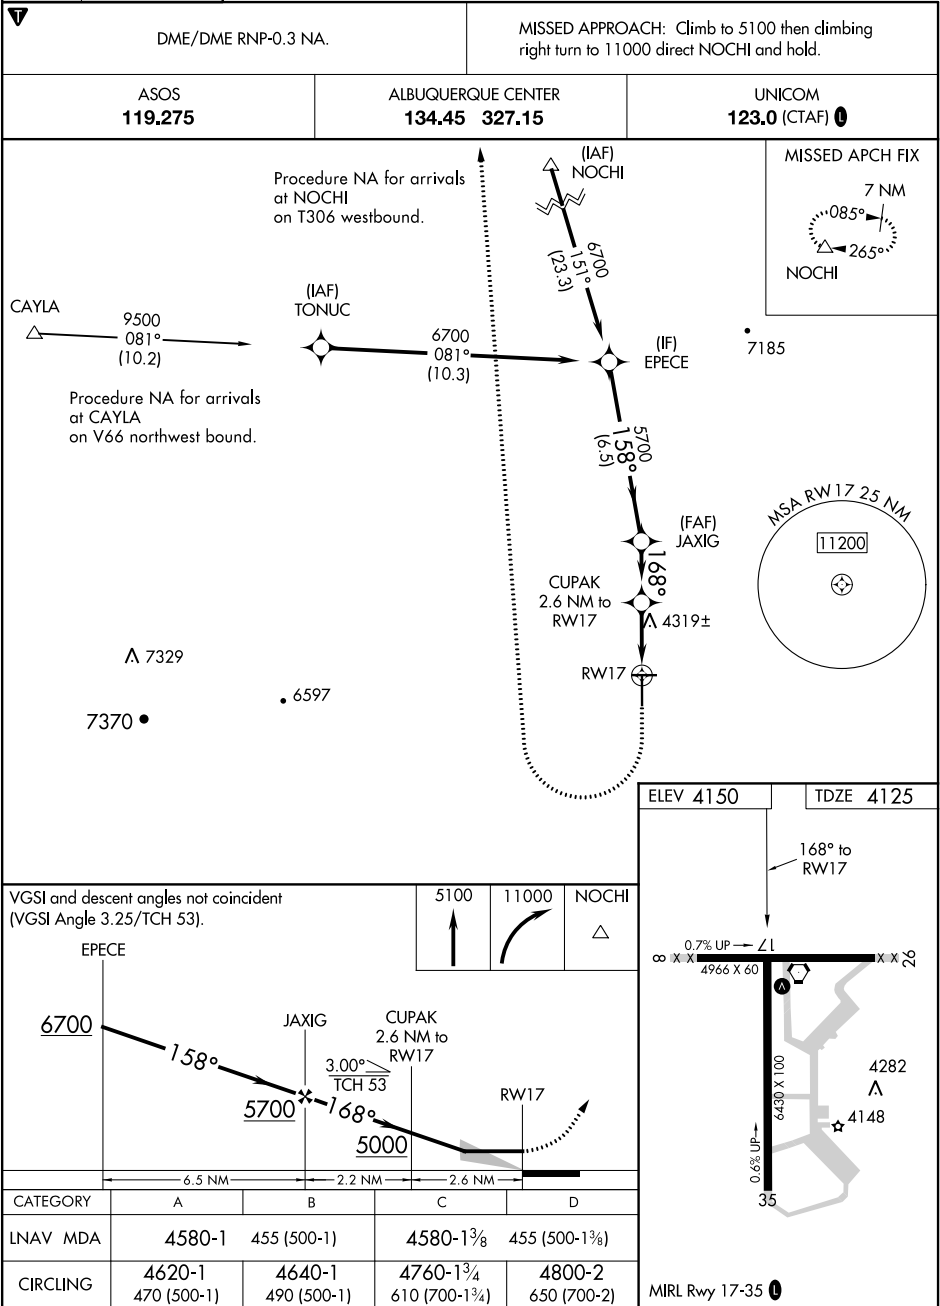 T
DME/DME RNP-0.3 NA.
MISSED APPROACH: Climb to 5100 then climbing
right turn to 11000 direct NOCHI and hold.
ASOS
119.275
ALBUQUERQUE CENTER
134.45 327.15
UNICOM
123.0 (CTAF) L
Procedure NA for arrivals
at NOCHI
on T306 westbound.
(IAF)
NOCHI
6700
151°
(23.3)
MISSED APCH FIX
7 NM
085°
265°
NOCHI
CAYLA
9500
081°
(10.2)
(IAF)
TONUC
6700
081°
(10.3)
(IF)
EPECE
7185
Procedure NA for arrivals
at CAYLA
on V66 northwest bound.
5700
158°
(6.5)
(FAF)
JAXIG
168°
CUPAK
2.6 NM to
RW17
4319±
RW17
MSA RW17 25 NM
11200
7329
6597
7370
ELEV 4150
TDZE 4125
168° to
RW17
0.7% UP
17
8
X X
4966 X 60
X X
26
6430 X 100
4282
4148
0.6% UP
35
MIRL Rwy 17-35 L
VGSI and descent angles not coincident
(VGSI Angle 3.25/TCH 53).
5100
11000
NOCHI
EPECE
6700
158°
JAXIG
5700
3.00°
TCH 53
168°
CUPAK
2.6 NM to
RW17
5000
RW17
6.5 NM
2.2 NM
2.6 NM
CATEGORY A B C D
LNAV MDA 4580-1 455 (500-1) 4580-1⅜ 455 (500-1⅜)
CIRCLING
4620-1
470 (500-1)
4640-1
490 (500-1)
4760-1¾
610 (700-1¾)
4800-2
650 (700-2)